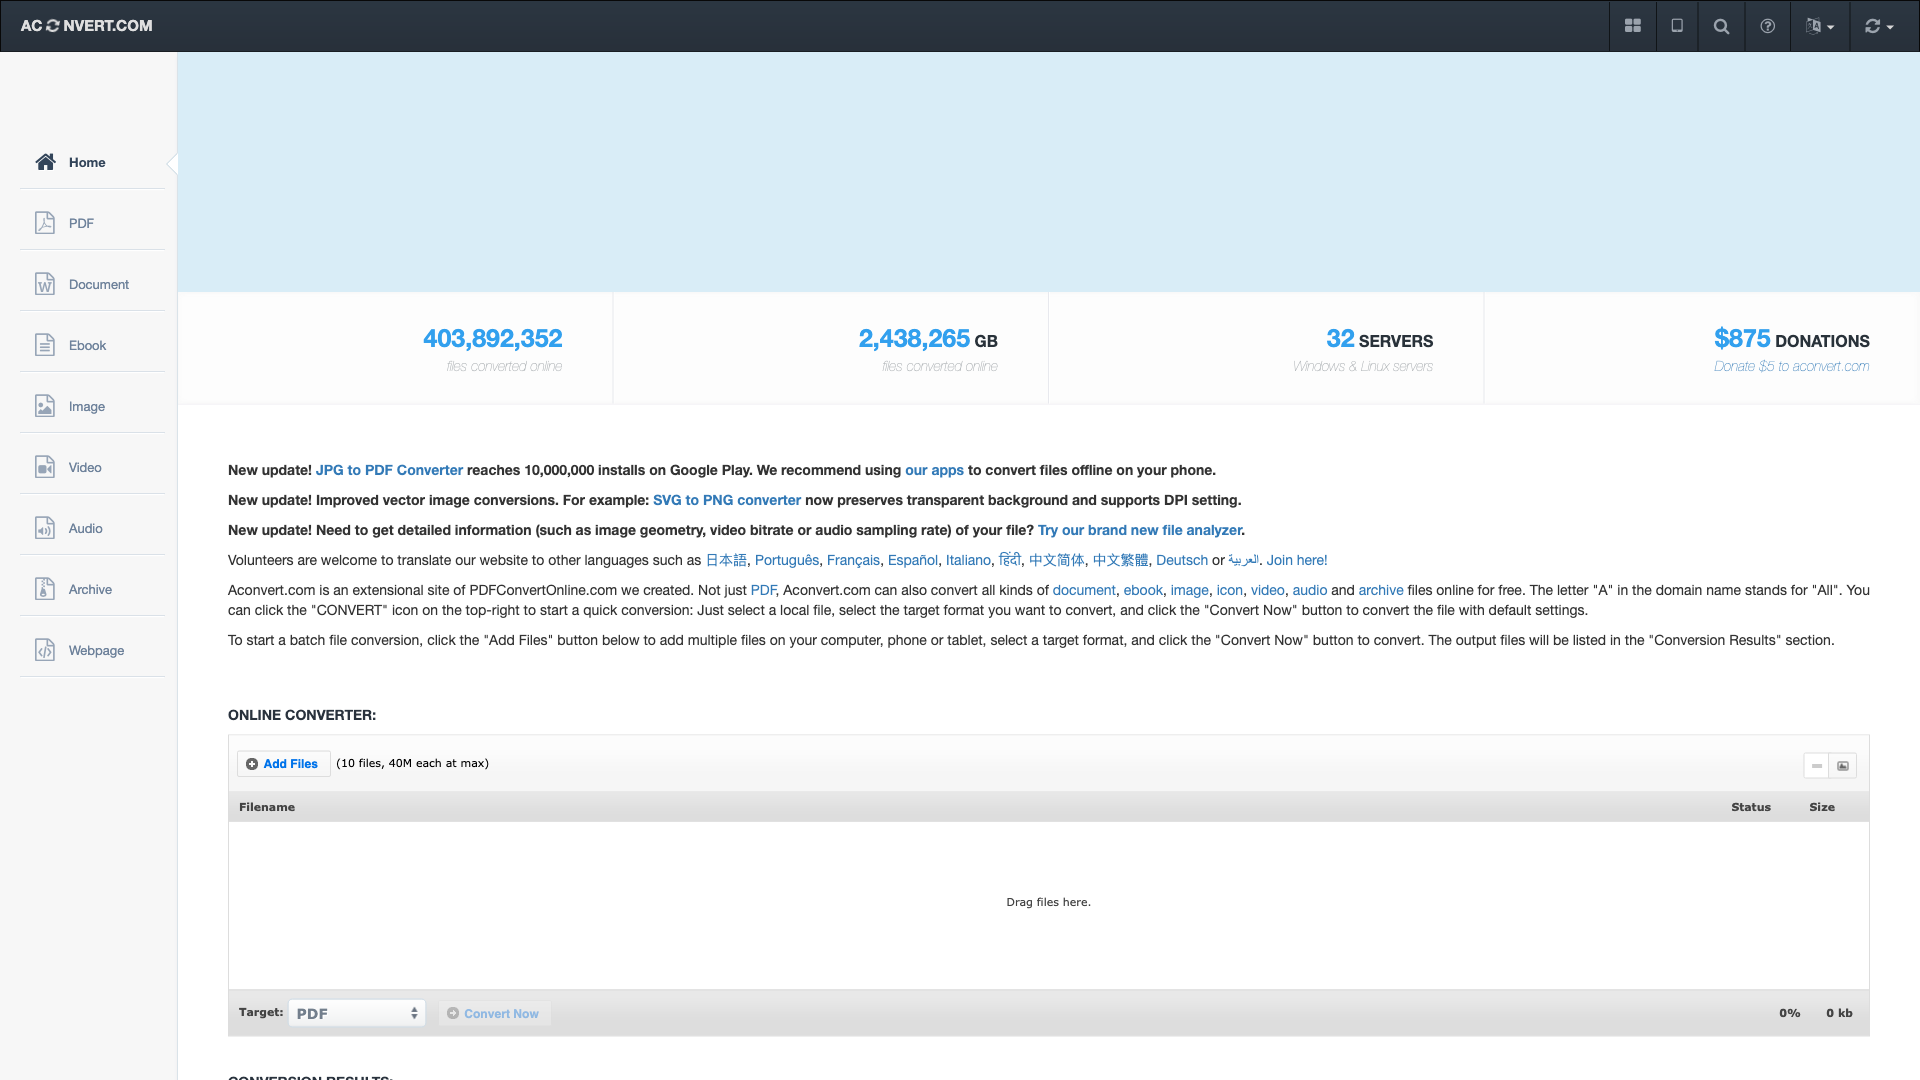 AC NVERT.COM
Home
PDF
Document
Ebook
Image
Video
Audio
Archive
Webpage
403,892,352
files converted online
2,438,265 GB
files converted online
32 SERVERS
Windows & Linux servers
$875 DONATIONS
Donate $5 to aconvert.com
New update! JPG to PDF Converter reaches 10,000,000 installs on Google Play. We recommend using our apps to convert files offline on your phone.
New update! Improved vector image conversions. For example: SVG to PNG converter now preserves transparent background and supports DPI setting.
New update! Need to get detailed information (such as image geometry, video bitrate or audio sampling rate) of your file? Try our brand new file analyzer.
Volunteers are welcome to translate our website to other languages such as 日本語, Português, Français, Español, Italiano, हिंदी, 中文简体, 中文繁體, Deutsch or العربية. Join here!
Aconvert.com is an extensional site of PDFConvertOnline.com we created. Not just PDF, Aconvert.com can also convert all kinds of document, ebook, image, icon, video, audio and archive files online for free. The letter "A" in the domain name stands for "All". You
can click the "CONVERT" icon on the top-right to start a quick conversion: Just select a local file, select the target format you want to convert, and click the "Convert Now" button to convert the file with default settings.
To start a batch file conversion, click the "Add Files" button below to add multiple files on your computer, phone or tablet, select a target format, and click the "Convert Now" button to convert. The output files will be listed in the "Conversion Results" section.
ONLINE CONVERTER:
Add Files (10 files, 40M each at max)
Filename Status Size
Drag files here.
Target: PDF Convert Now 0% 0 kb
CONVERSION RESULTS: